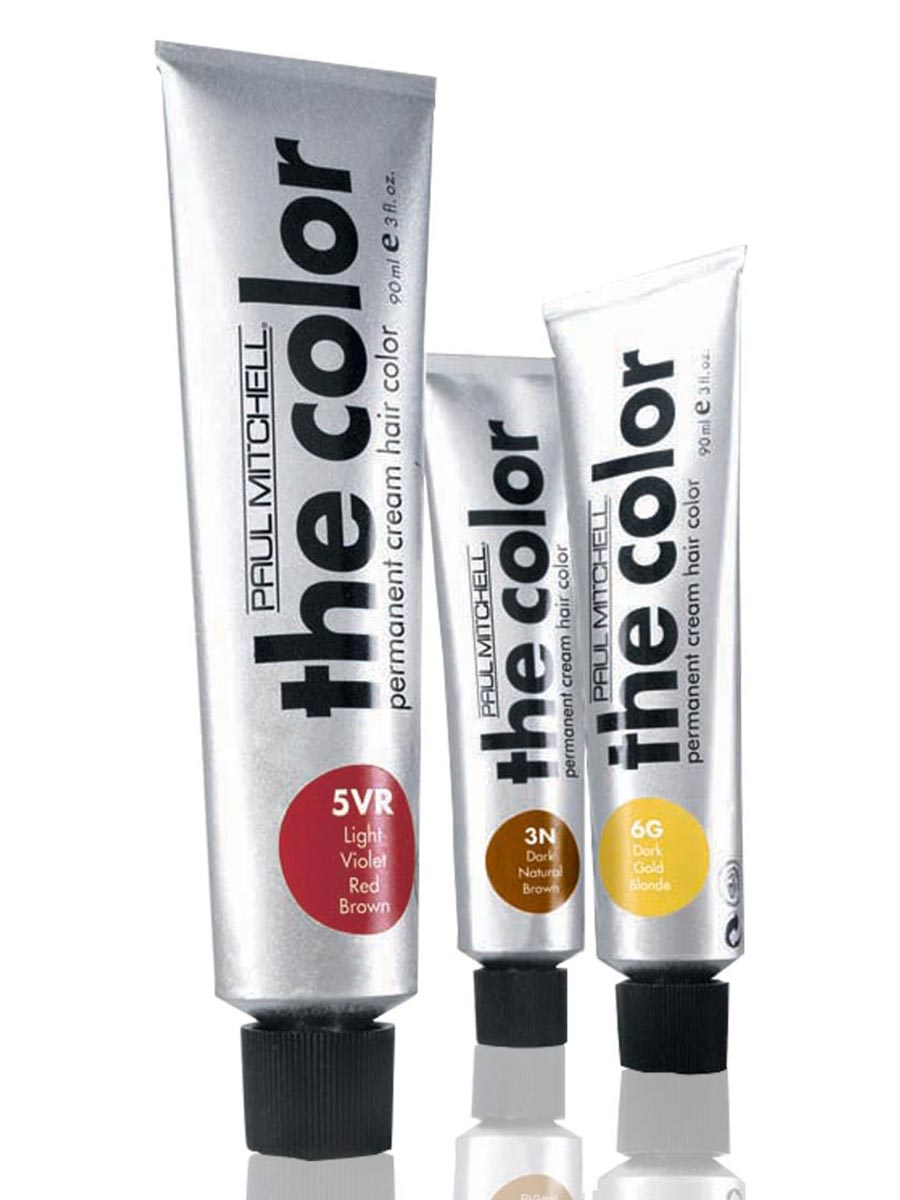 PAUL MITCHELL®
the color
permanent cream hair color 90 ml e 3 fl. oz.
5VR
Light
Violet
Red
Brown
PAUL MITCHELL®
the color
permanent cream hair color
3N
Dark
Natural
Brown
PAUL MITCHELL®
the color
permanent cream hair color 90 ml e 3 fl. oz.
6G
Dark
Gold
Blonde